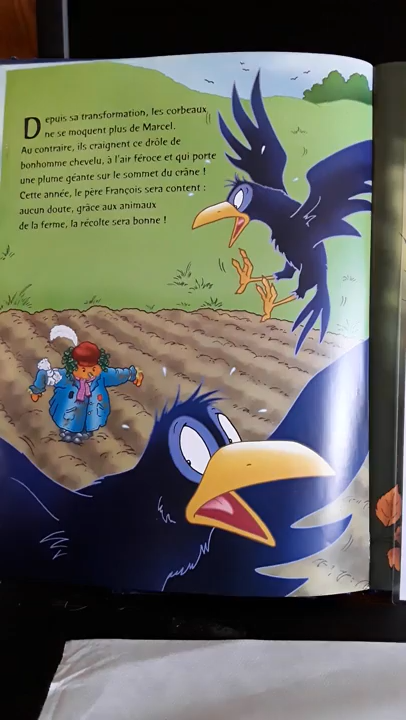 Depuis sa transformation, les corbeaux
ne se moquent plus de Marcel.
Au contraire, ils craignent ce drôle de
bonhomme chevelu, à l'air féroce et qui porte
une plume géante sur le sommet du crâne !
Cette année, le père François sera content :
aucun doute, grâce aux animaux
de la ferme, la récolte sera bonne !